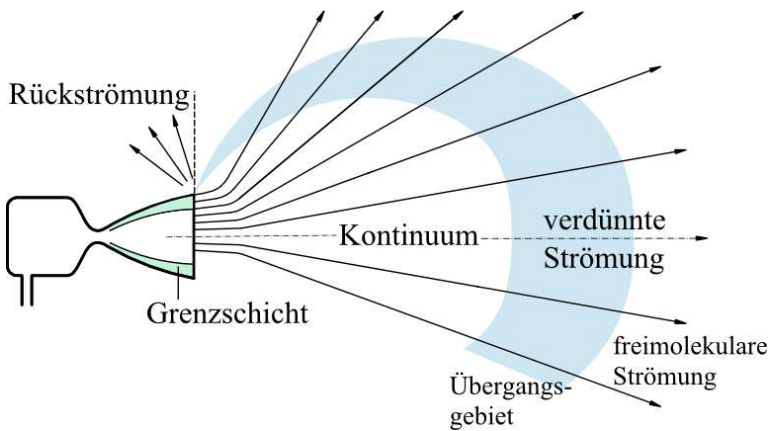 Rückströmung
Kontinuum
verdünnte
Strömung
Grenzschicht
freimolekulare
Strömung
Übergangs-
gebiet